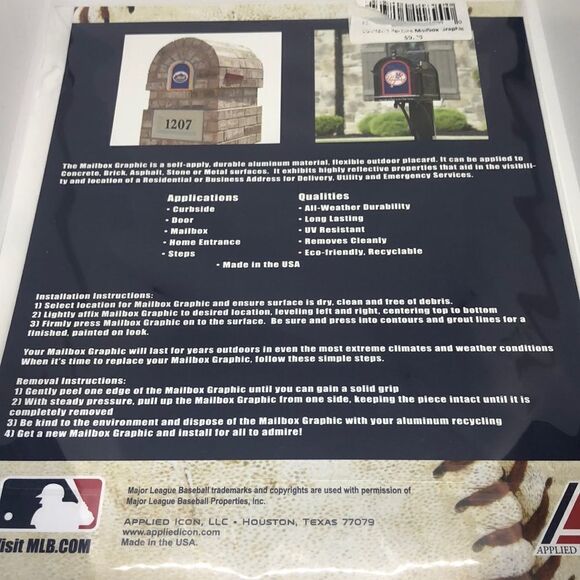 Mailbox
$9.
1207
The Mailbox Graphic is a self-apply, durable aluminum material, flexible outdoor placard. It can be applied to
Concrete, Brick, Asphalt, Stone or Metal surfaces. It exhibits highly reflective properties that aid in the visibili-
ty and location of a Residential or Business Address for Delivery, Utility and Emergency Services.
Applications
• Curbside
• Door
• Mailbox
• Home Entrance
• Steps
Qualities
• All-Weather Durability
• Long Lasting
• UV Resistant
• Removes Cleanly
• Eco-friendly, Recyclable
• Made in the USA
Installation Instructions:
1) Select location for Mailbox Graphic and ensure surface is dry, clean and free of debris.
2) Lightly affix Mailbox Graphic to desired location, leveling left and right, centering top to bottom
3) Firmly press Mailbox Graphic on to the surface. Be sure and press into contours and grout lines for a
finished, painted on look.
Your Mailbox Graphic will last for years outdoors in even the most extreme climates and weather conditions
When it's time to replace your Mailbox Graphic, follow these simple steps.
Removal Instructions:
1) Gently peel one edge of the Mailbox Graphic until you can gain a solid grip
2) With steady pressure, pull up the Mailbox Graphic from one side, keeping the piece intact until it is
completely removed
3) Be kind to the environment and dispose of the Mailbox Graphic with your aluminum recycling
4) Get a new Mailbox Graphic and install for all to admire!
Major League Baseball trademarks and copyrights are used with permission of
Major League Baseball Properties, Inc.
isit MLB.COM
APPLIED ICON, LLC • HOUSTON, TEXAS 77079
www.appliedicon.com
Made in the USA.
APPLIED